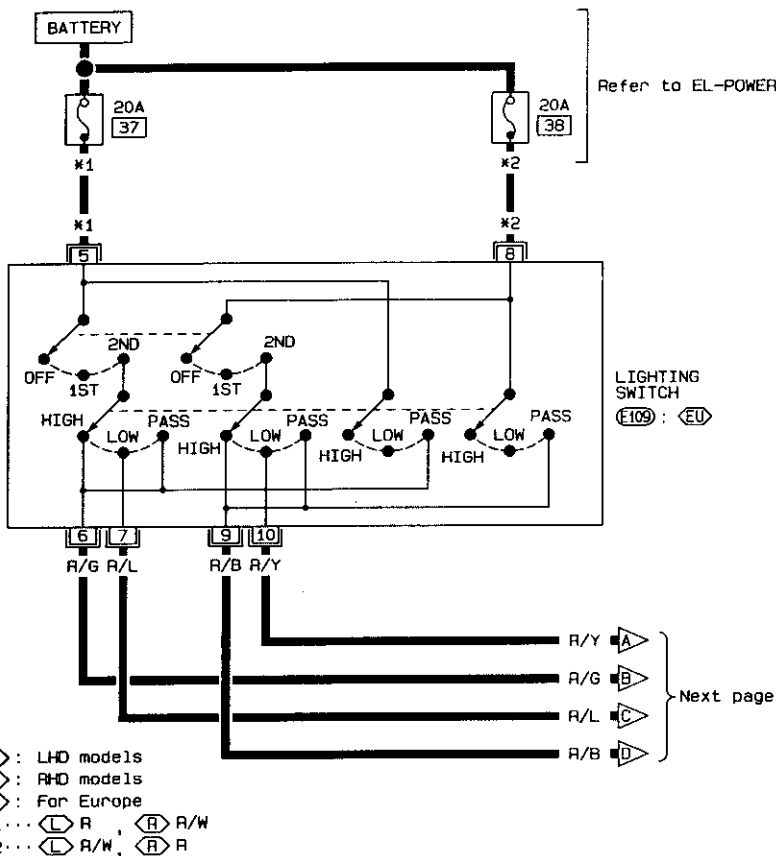 BATTERY
Refer to EL-POWER
20A
37
20A
38
*1
*2
*1
*2
5
8
2ND
2ND
OFF
1ST
OFF
1ST
LIGHTING
SWITCH
E109 : EU
HIGH
PASS
LOW
HIGH
PASS
LOW
HIGH
PASS
LOW
HIGH
PASS
LOW
6 7 9 10
R/G R/L R/B R/Y
R/Y A
R/G B
R/L C
R/B D
Next page
: LHD models
: RHD models
: For Europe
··· L R , R R/W
··· L R/W, R R